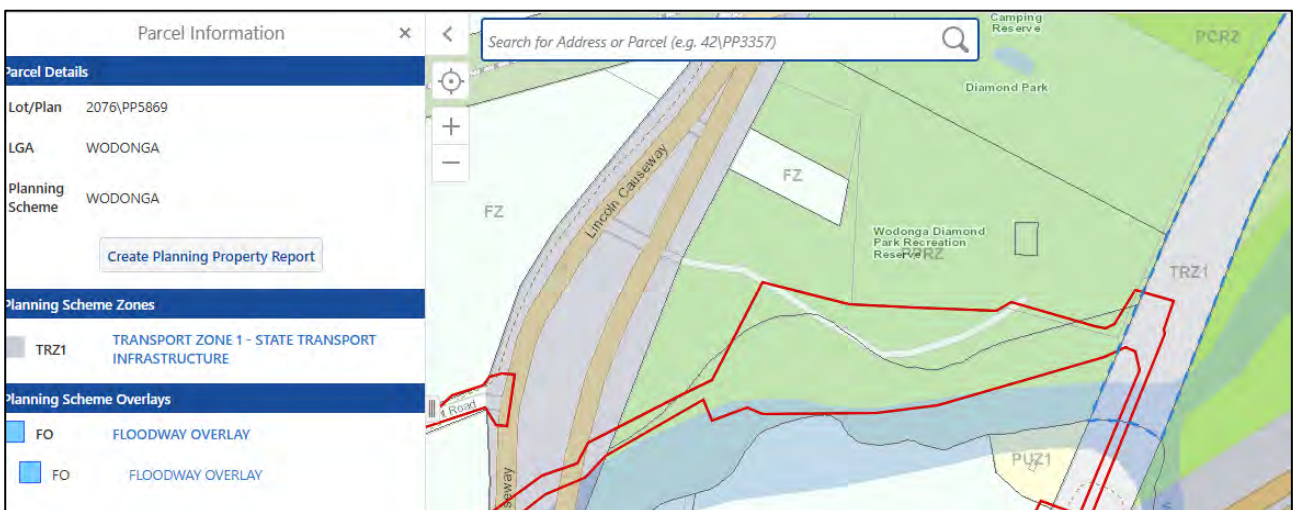 Parcel Information
×
Parcel Details
Lot/Plan 2076\PP5869
LGA WODONGA
Planning
Scheme WODONGA
Create Planning Property Report
Planning Scheme Zones
TRZ1 TRANSPORT ZONE 1 - STATE TRANSPORT
INFRASTRUCTURE
Planning Scheme Overlays
FO FLOODWAY OVERLAY
FO FLOODWAY OVERLAY
Search for Address or Parcel (e.g. 42\PP3357)
+
−
Camping
Reserve
PCRZ
Diamond Park
Lincoln Causeway
FZ
FZ
Wodonga Diamond
Park Recreation
Reserve
PPRZ
TRZ1
Road
PUZ1
seway